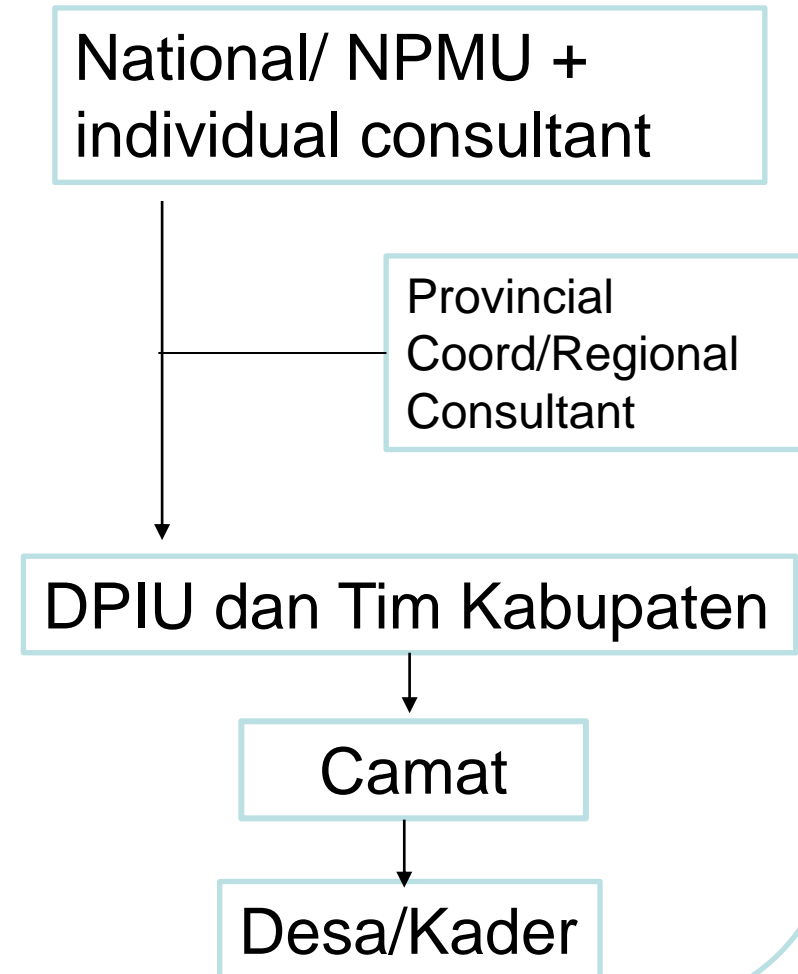 National/ NPMU +
individual consultant
Provincial
Coord/Regional
Consultant
DPIU dan Tim Kabupaten
Camat
Desa/Kader